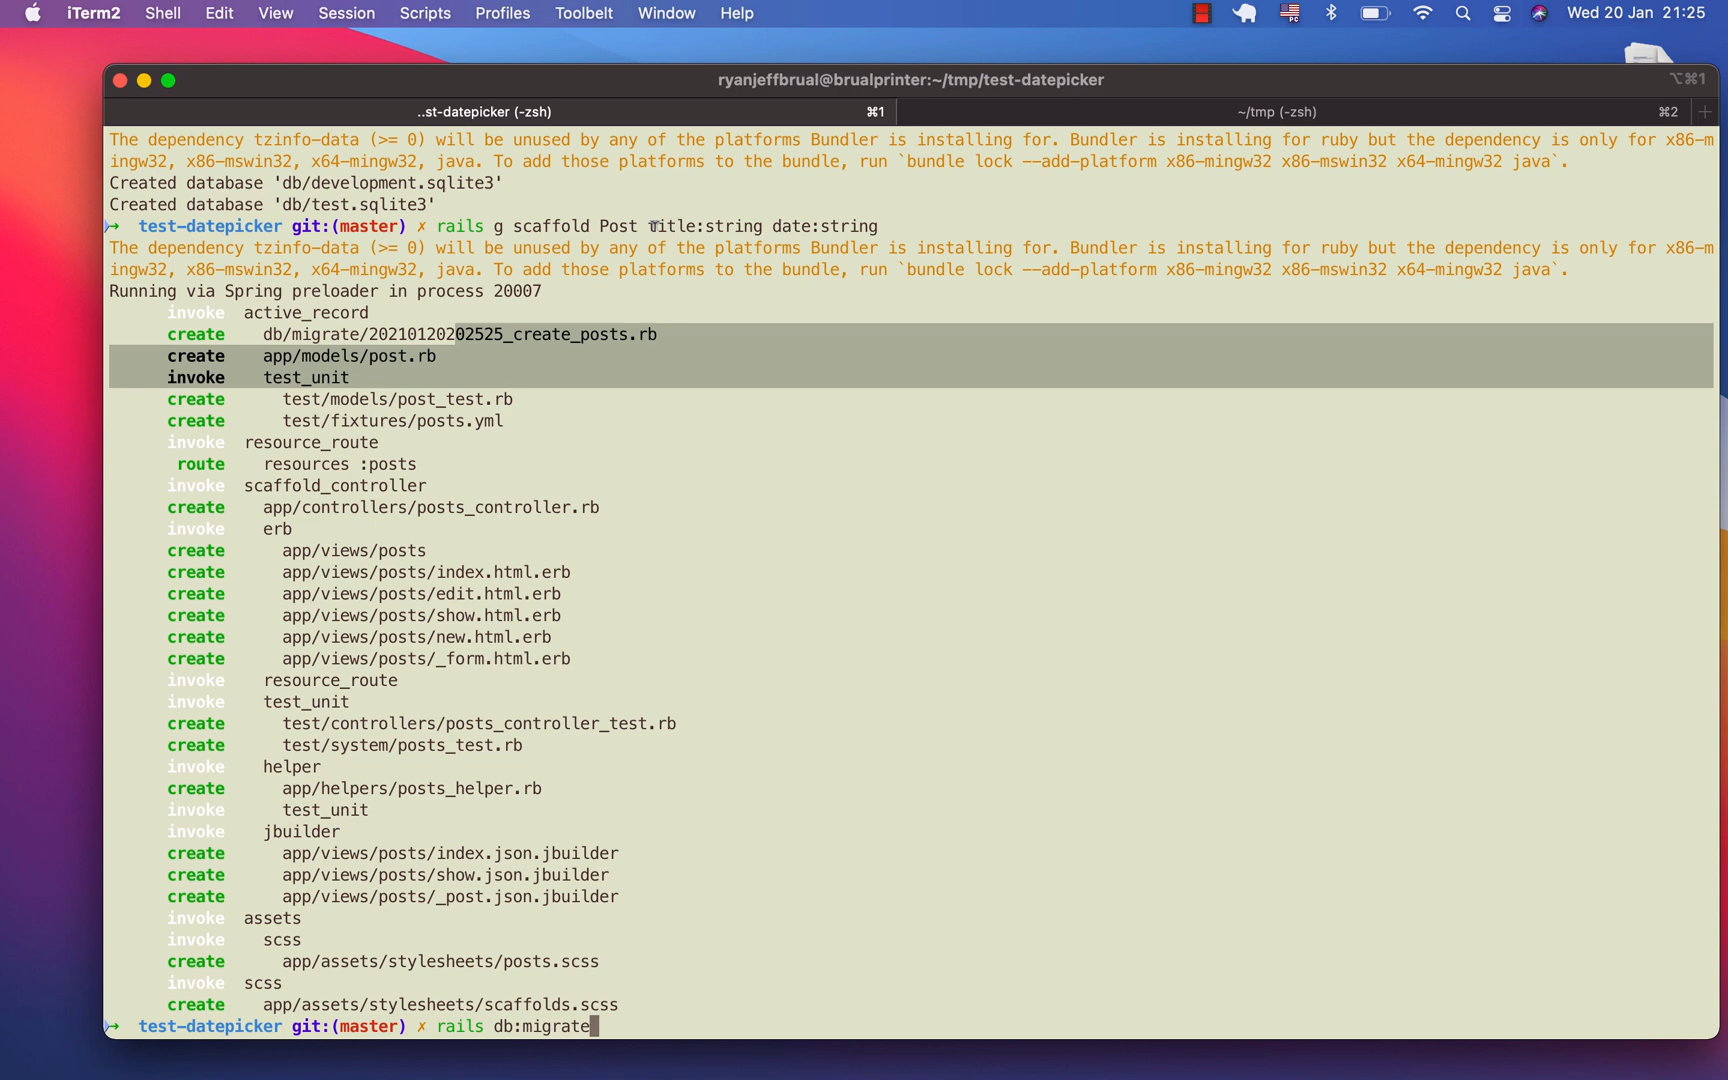 iTerm2 Shell Edit View Session Scripts Profiles Toolbelt Window Help Wed 20 Jan 21:25
ryanjeffbrual@brualprinter:~/tmp/test-datepicker ⌥⌘1
..st-datepicker (-zsh) ⌘1 ~/tmp (-zsh) ⌘2 +
The dependency tzinfo-data (>= 0) will be unused by any of the platforms Bundler is installing for. Bundler is installing for ruby but the dependency is only for x86-m
ingw32, x86-mswin32, x64-mingw32, java. To add those platforms to the bundle, run `bundle lock --add-platform x86-mingw32 x86-mswin32 x64-mingw32 java`.
Created database 'db/development.sqlite3'
Created database 'db/test.sqlite3'
→ test-datepicker git:(master) ✗ rails g scaffold Post title:string date:string
The dependency tzinfo-data (>= 0) will be unused by any of the platforms Bundler is installing for. Bundler is installing for ruby but the dependency is only for x86-m
ingw32, x86-mswin32, x64-mingw32, java. To add those platforms to the bundle, run `bundle lock --add-platform x86-mingw32 x86-mswin32 x64-mingw32 java`.
Running via Spring preloader in process 20007
invoke active_record
create db/migrate/20210120202525_create_posts.rb
create app/models/post.rb
invoke test_unit
create test/models/post_test.rb
create test/fixtures/posts.yml
invoke resource_route
route resources :posts
invoke scaffold_controller
create app/controllers/posts_controller.rb
invoke erb
create app/views/posts
create app/views/posts/index.html.erb
create app/views/posts/edit.html.erb
create app/views/posts/show.html.erb
create app/views/posts/new.html.erb
create app/views/posts/_form.html.erb
invoke resource_route
invoke test_unit
create test/controllers/posts_controller_test.rb
create test/system/posts_test.rb
invoke helper
create app/helpers/posts_helper.rb
invoke test_unit
invoke jbuilder
create app/views/posts/index.json.jbuilder
create app/views/posts/show.json.jbuilder
create app/views/posts/_post.json.jbuilder
invoke assets
invoke scss
create app/assets/stylesheets/posts.scss
invoke scss
create app/assets/stylesheets/scaffolds.scss
→ test-datepicker git:(master) ✗ rails db:migrate